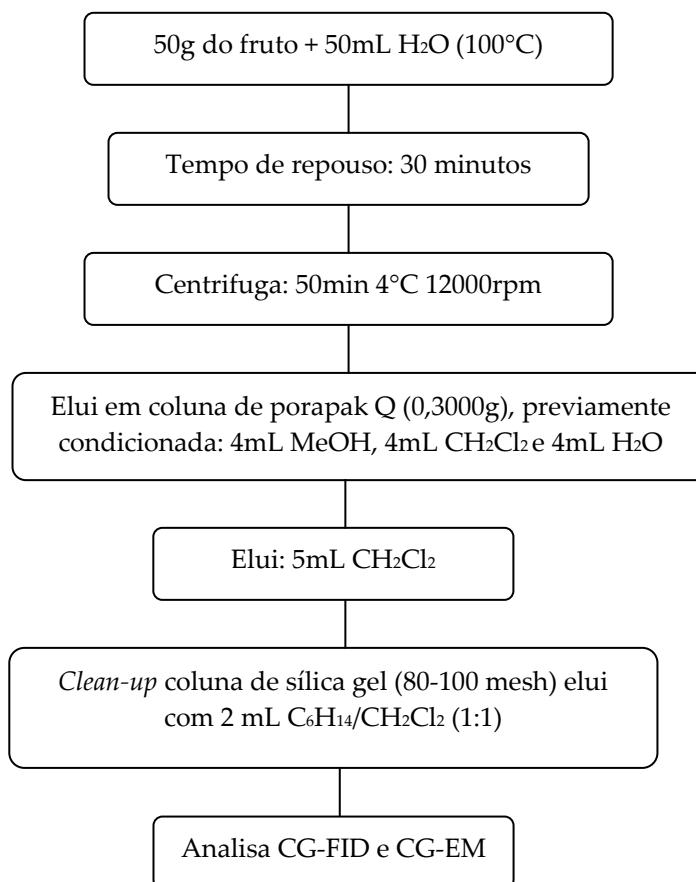 50g do fruto + 50mL H₂O (100°C)
Tempo de repouso: 30 minutos
Centrifuga: 50min 4°C 12000rpm
Elui em coluna de porapak Q (0,3000g), previamente
condicionada: 4mL MeOH, 4mL CH₂Cl₂ e 4mL H₂O
Elui: 5mL CH₂Cl₂
Clean-up coluna de sílica gel (80-100 mesh) elui
com 2 mL C₆H₁₄/CH₂Cl₂ (1:1)
Analisa CG-FID e CG-EM